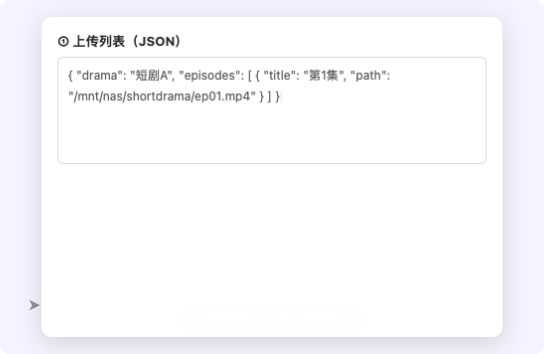 ① 上传列表（JSON）
{ "drama": "短剧A", "episodes": [ { "title": "第1集", "path":
"/mnt/nas/shortdrama/ep01.mp4" } ] }